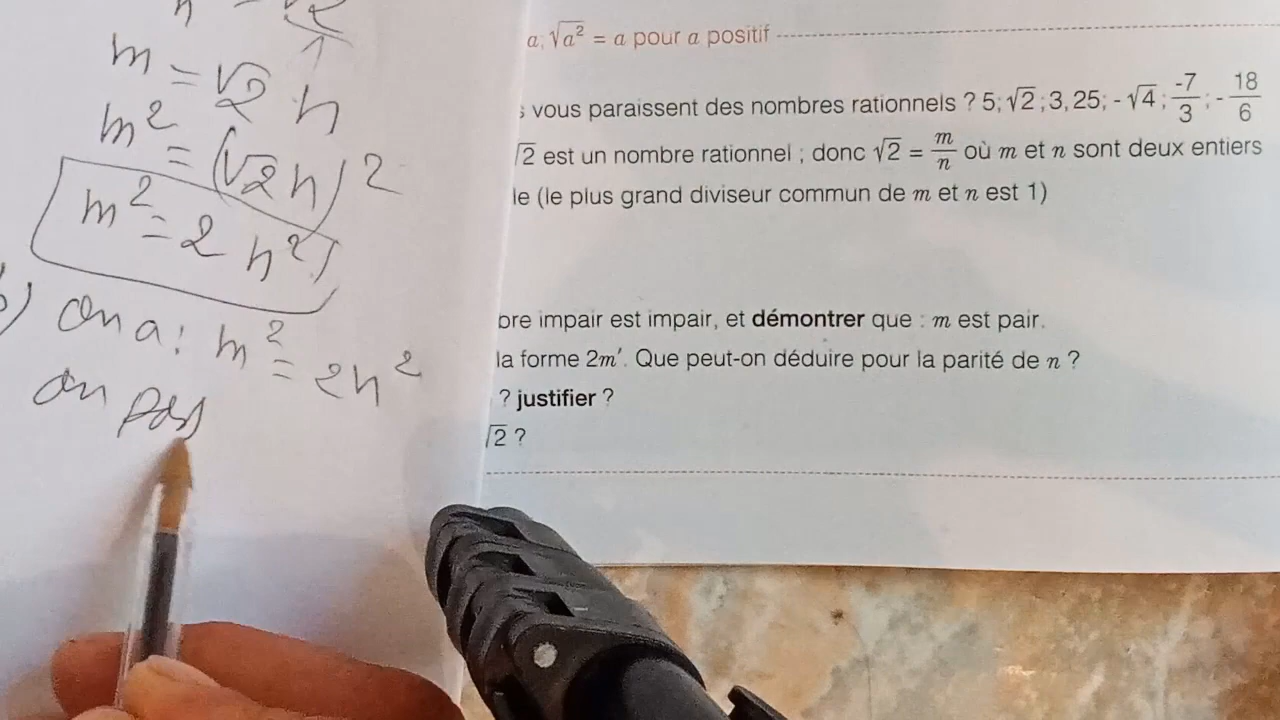 m = √2 n
m² = (√2 n)²
m² = 2 n²
b) On a : m² = 2n²
On pos
a; √a² = a pour a positif
s vous paraissent des nombres rationnels ? 5; √2 ; 3, 25; - √4 ; -7/3 ; - 18/6
√2 est un nombre rationnel ; donc √2 = m/n où m et n sont deux entiers
le (le plus grand diviseur commun de m et n est 1)
bre impair est impair, et démontrer que : m est pair.
la forme 2m′. Que peut-on déduire pour la parité de n ?
? justifier ?
√2 ?